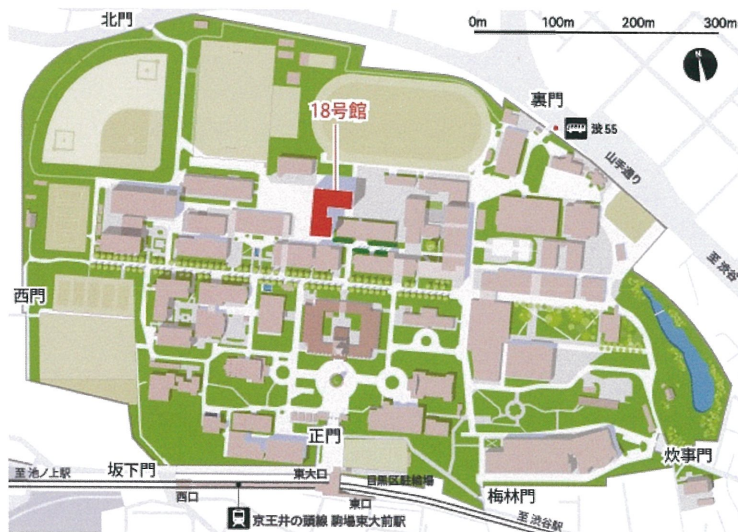 北門
0m 100m 200m 300m
N
裏門
18号館
渋55
山手通り
至 渋谷
西門
正門
至 池ノ上駅
坂下門
東大口
目黒区駐輪場
炊事門
西口
東口
梅林門
京王井の頭線 駒場東大前駅
至 渋谷駅